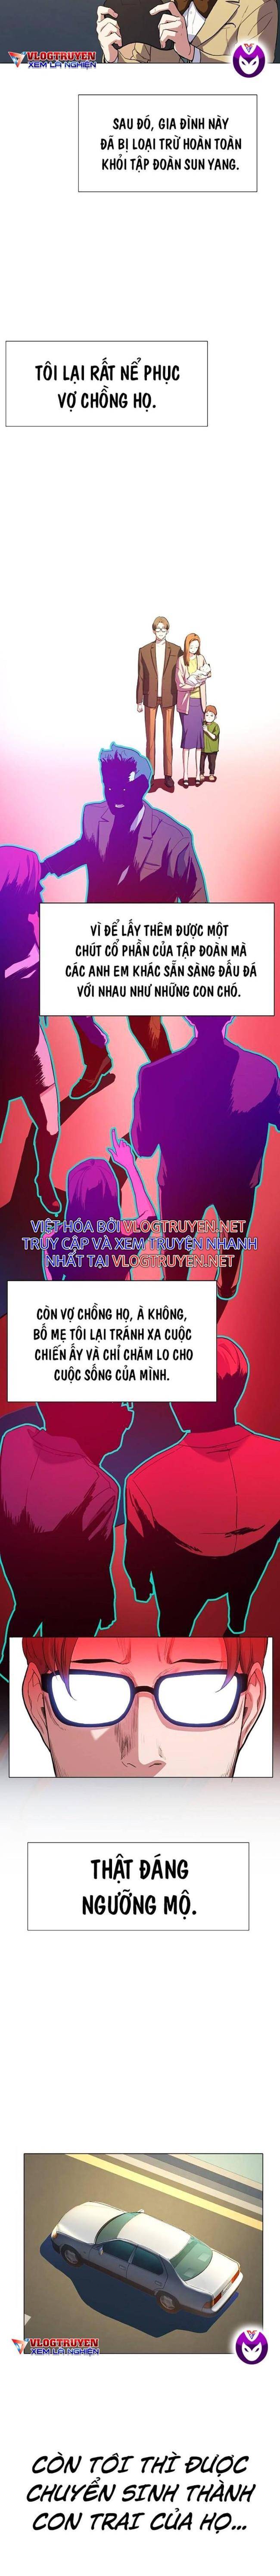 VLOGTRUYEN
XEM LÀ NGHIỆN
SAU ĐÓ, GIA ĐÌNH NÀY
ĐÃ BỊ LOẠI TRỪ HOÀN TOÀN
KHỎI TẬP ĐOÀN SUN YANG.
TÔI LẠI RẤT NỂ PHỤC
VỢ CHỒNG HỌ.
VÌ ĐỂ LẤY THÊM ĐƯỢC MỘT
CHÚT CỔ PHẦN CỦA TẬP ĐOÀN MÀ
CÁC ANH EM KHÁC SẴN SÀNG ĐẤU ĐÁ
VỚI NHAU NHƯ NHỮNG CON CHÓ.
VIỆT HÓA BỞI VLOGTRUYEN.NET
TRUY CẬP VÀ XEM TRUYỆN NHANH
NHẤT TẠI VLOGTRUYEN.NET
CÒN VỢ CHỒNG HỌ, À KHÔNG,
BỐ MẸ TÔI LẠI TRÁNH XA CUỘC
CHIẾN ẤY VÀ CHỈ CHĂM LO CHO
CUỘC SỐNG CỦA MÌNH.
THẬT ĐÁNG
NGƯỠNG MỘ.
VLOGTRUYEN
XEM LÀ NGHIỆN
CÒN TÔI THÌ ĐƯỢC
CHUYỂN SINH THÀNH
CON TRAI CỦA HỌ...